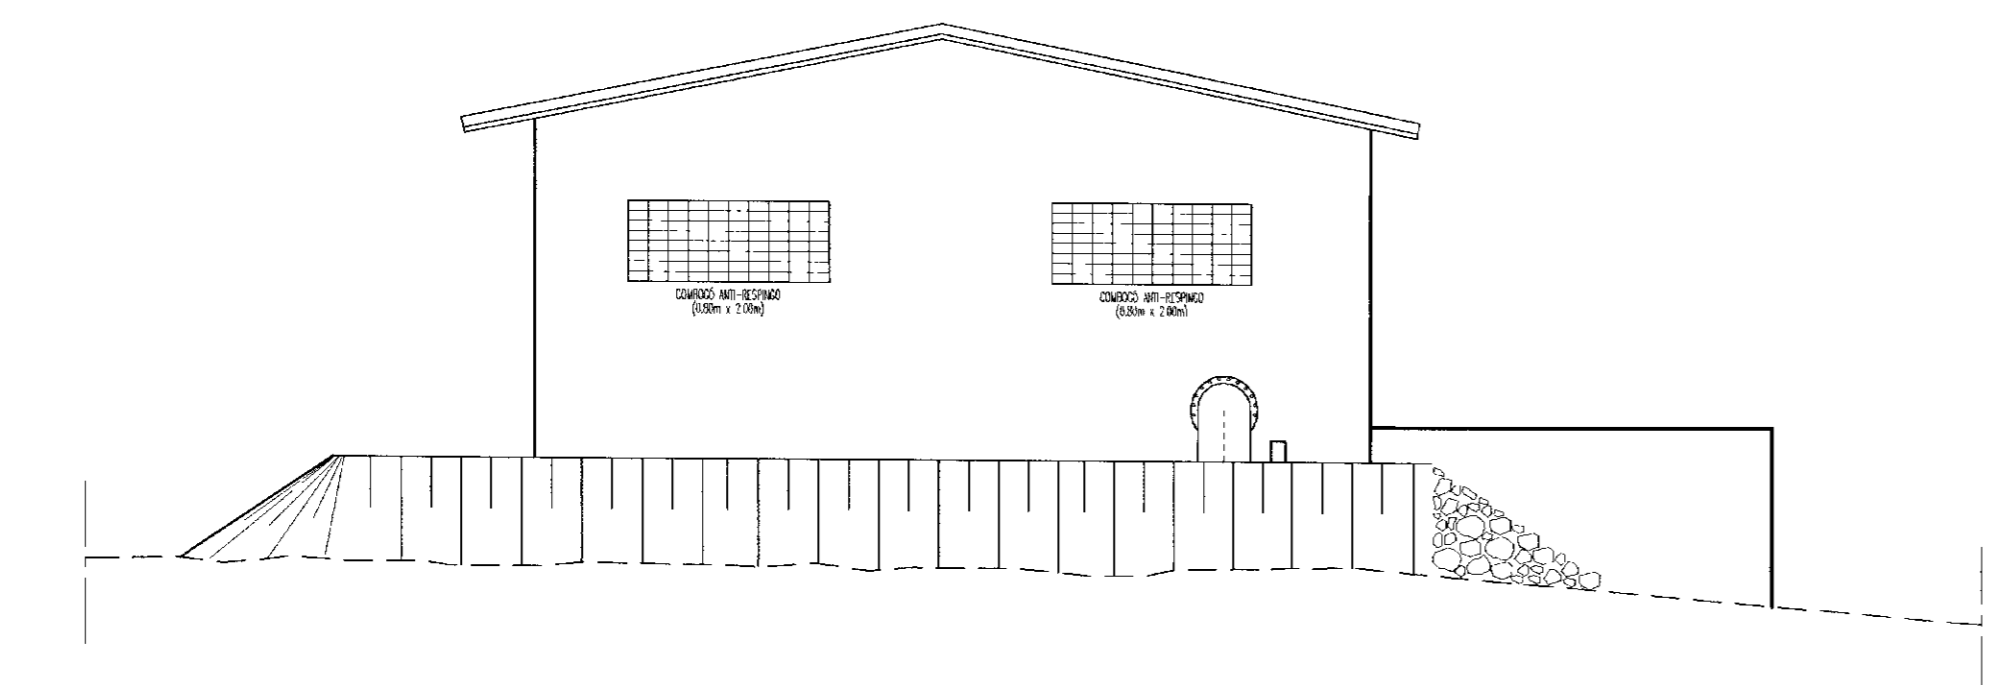 COMBOGÓ ANTI-RESPINGO
(0.80m x 2.00m)
COMBOGÓ ANTI-RESPINGO
(0.80m x 2.00m)